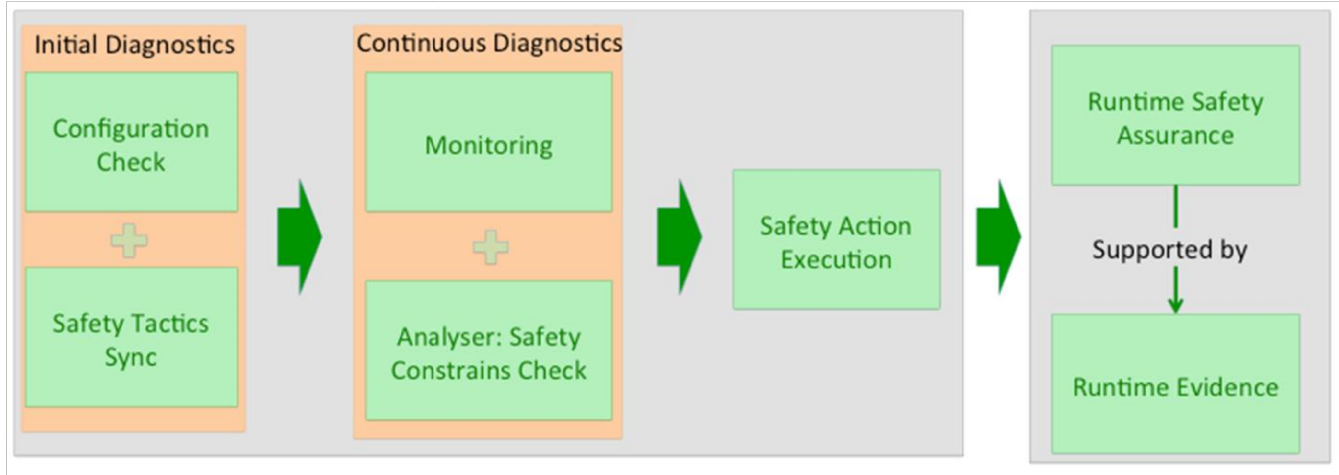 Initial Diagnostics
Configuration
Check
Safety Tactics
Sync
Continuous Diagnostics
Monitoring
Analyser: Safety
Constrains Check
Safety Action
Execution
Runtime Safety
Assurance
Supported by
Runtime Evidence